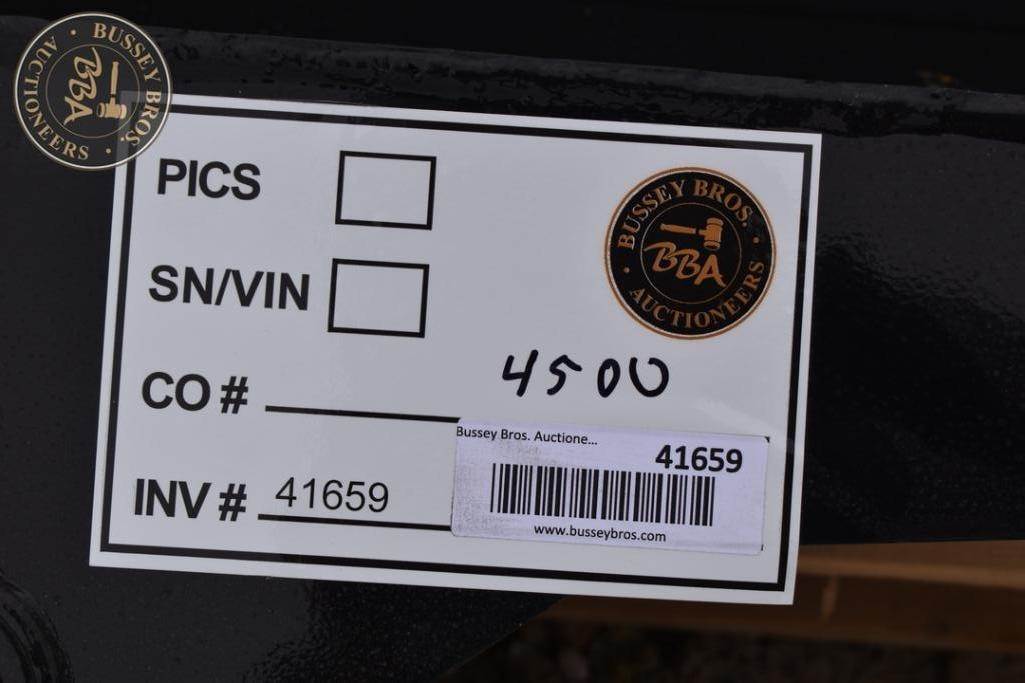 BUSSEY BROS.
BBA
AUCTIONEERS
PICS
BUSSEY BROS.
BBA
AUCTIONEERS
SN/VIN
4500
CO #
Bussey Bros. Auctione...
41659
INV # 41659
www.busseybros.com